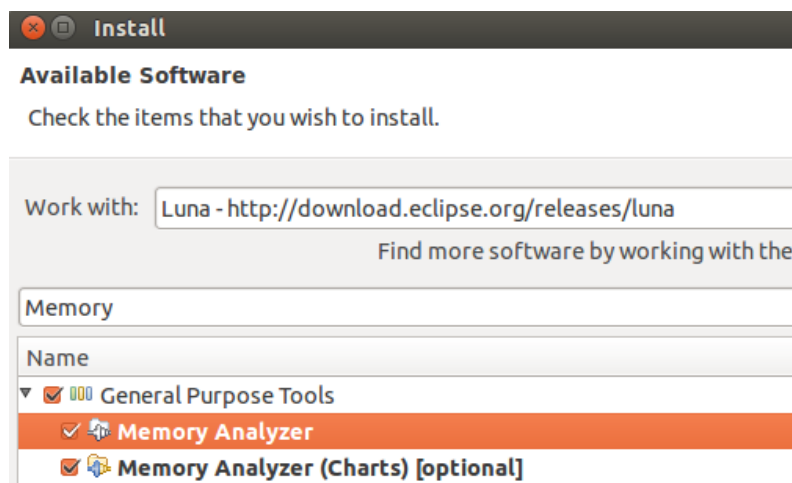 Install
Available Software
Check the items that you wish to install.
Work with: Luna - http://download.eclipse.org/releases/luna
Find more software by working with the
Memory
Name
General Purpose Tools
Memory Analyzer
Memory Analyzer (Charts) [optional]